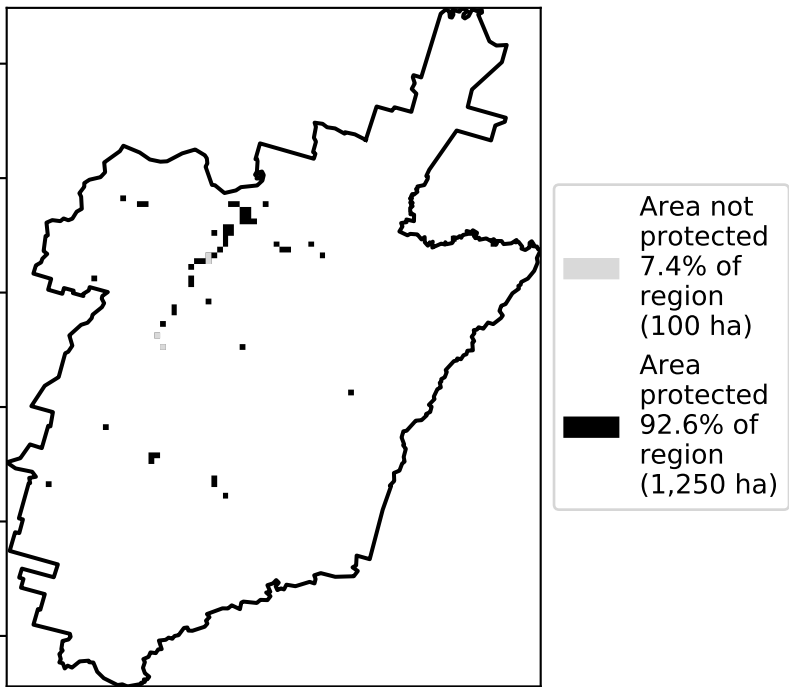 Area not
protected
7.4% of
region
(100 ha)
Area
protected
92.6% of
region
(1,250 ha)